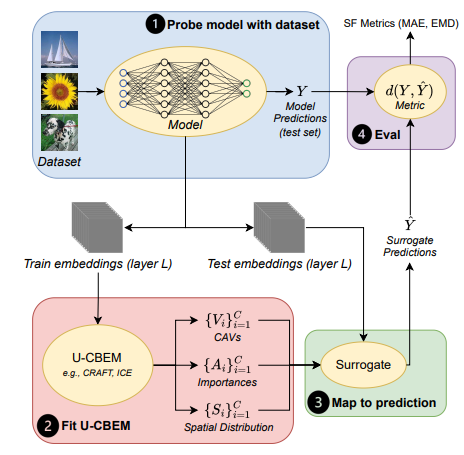 1 Probe model with dataset
SF Metrics (MAE, EMD)
Dataset
Model
Y
Model
Predictions
(test set)
d(Y, Ŷ)
Metric
4 Eval
Train embeddings (layer L)
Test embeddings (layer L)
Ŷ
Surrogate
Predictions
U-CBEM
e.g., CRAFT, ICE
{V_i}_{i=1}^C
CAVs
{A_i}_{i=1}^C
Importances
{S_i}_{i=1}^C
Spatial Distribution
2 Fit U-CBEM
Surrogate
3 Map to prediction